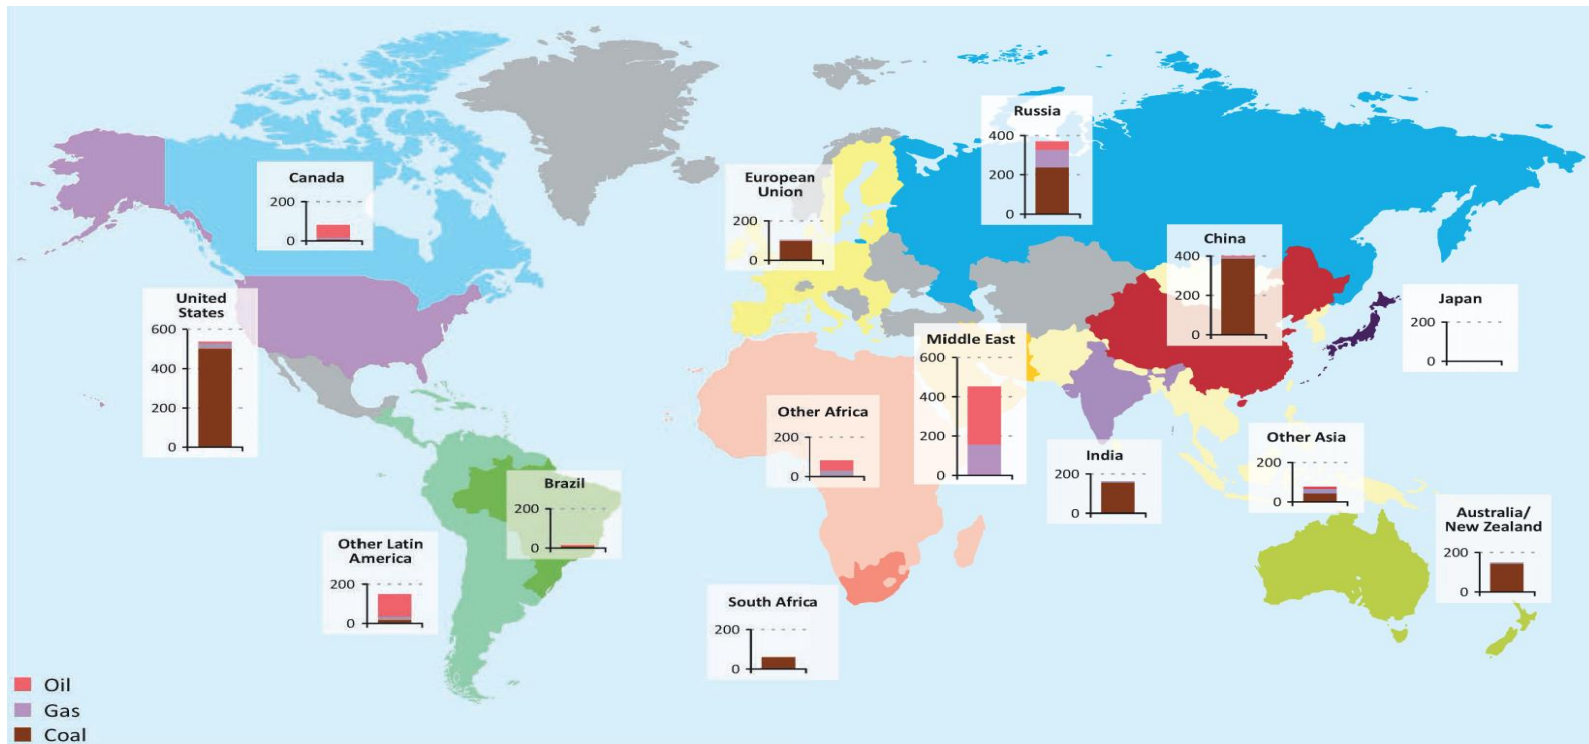 Russia
400
200
0
Canada
200
0
European
Union
200
0
China
400
200
0
United
States
600
400
200
0
Japan
200
0
Middle East
600
400
200
0
Other Africa
200
0
India
200
0
Other Asia
200
0
Brazil
200
0
Australia/
New Zealand
200
0
Other Latin
America
200
0
South Africa
200
0
Oil
Gas
Coal